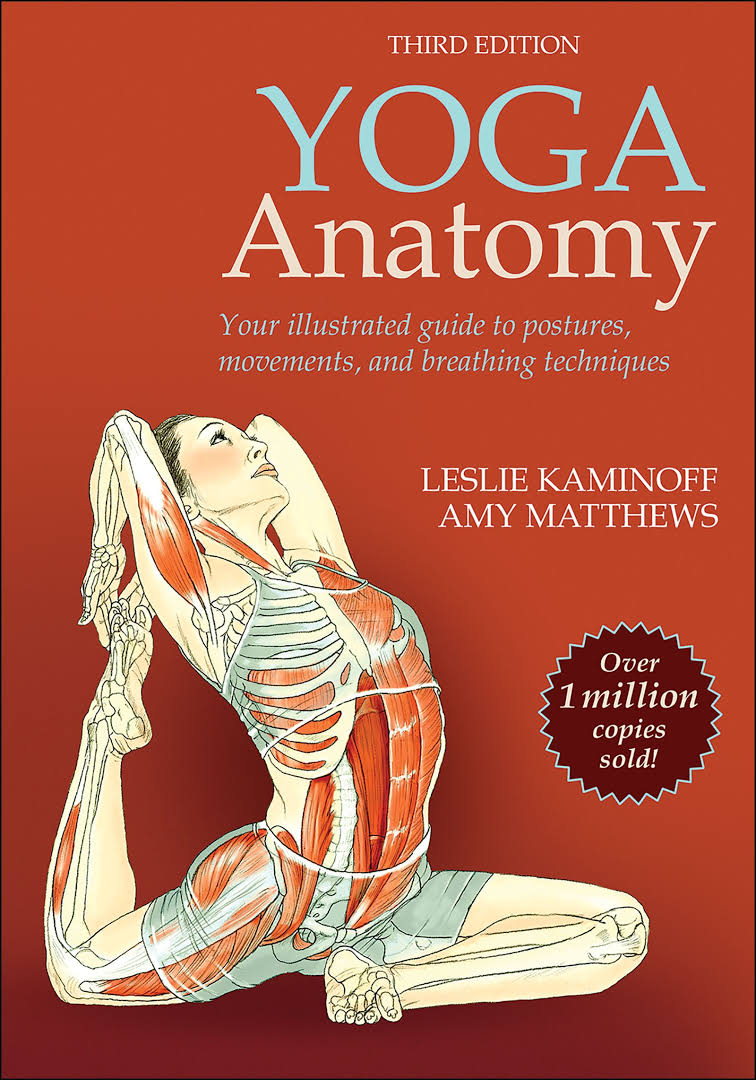 THIRD EDITION
YOGA
Anatomy
Your illustrated guide to postures,
movements, and breathing techniques
LESLIE KAMINOFF
AMY MATTHEWS
Over
1 million
copies
sold!